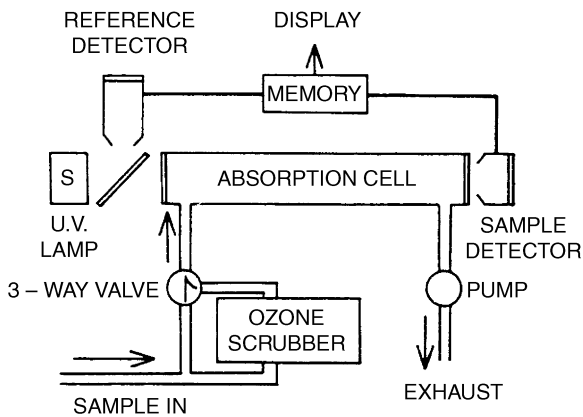 REFERENCE
DETECTOR
DISPLAY
MEMORY
S
ABSORPTION CELL
U.V.
LAMP
SAMPLE
DETECTOR
3 – WAY VALVE
PUMP
OZONE
SCRUBBER
EXHAUST
SAMPLE IN